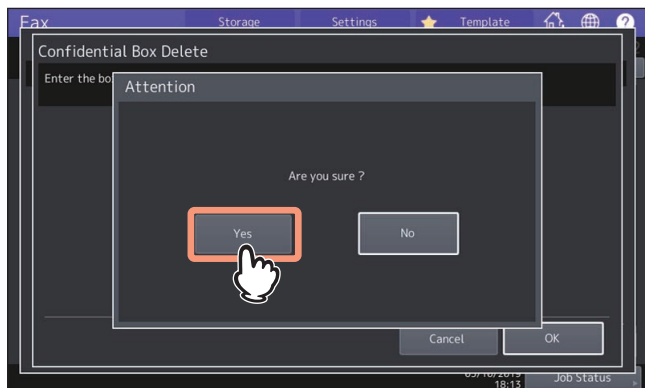 Fax Storage Settings Template
Confidential Box Delete
Enter the bo
Attention
Are you sure ?
Yes No
Cancel OK
18:13 Job Status